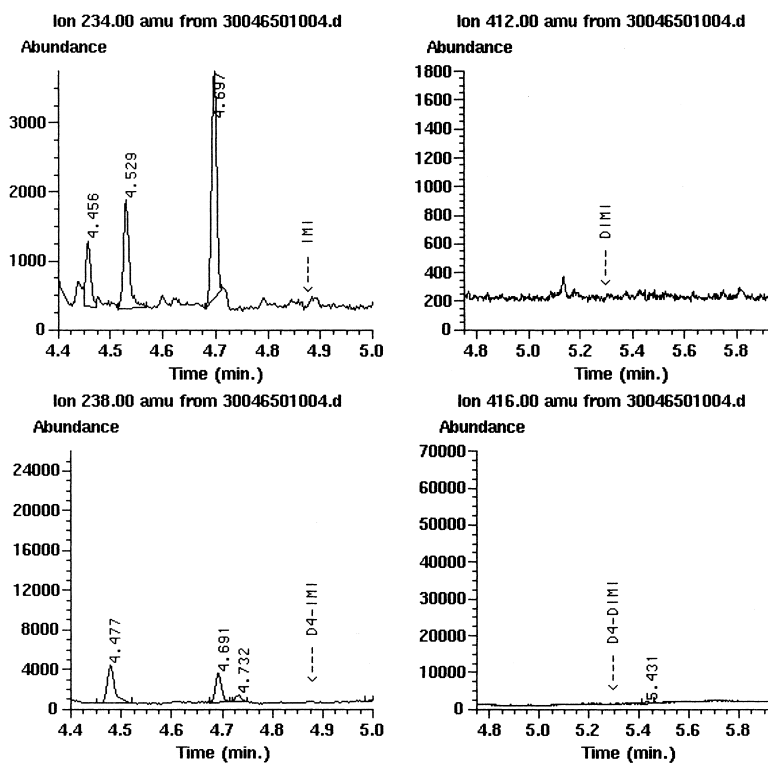 Ion 234.00 amu from 30046501004.d
Abundance
3000
2000
1000
0
4.456
4.529
4.697
IMI
4.4 4.5 4.6 4.7 4.8 4.9 5.0
Time (min.)
Ion 412.00 amu from 30046501004.d
Abundance
1800
1600
1400
1200
1000
800
600
400
200
0
DIMI
4.8 5.0 5.2 5.4 5.6 5.8
Time (min.)
Ion 238.00 amu from 30046501004.d
Abundance
24000
20000
16000
12000
8000
4000
0
4.477
4.691
4.732
D4-IMI
4.4 4.5 4.6 4.7 4.8 4.9 5.0
Time (min.)
Ion 416.00 amu from 30046501004.d
Abundance
70000
60000
50000
40000
30000
20000
10000
0
D4-DIMI
5.431
4.8 5.0 5.2 5.4 5.6 5.8
Time (min.)